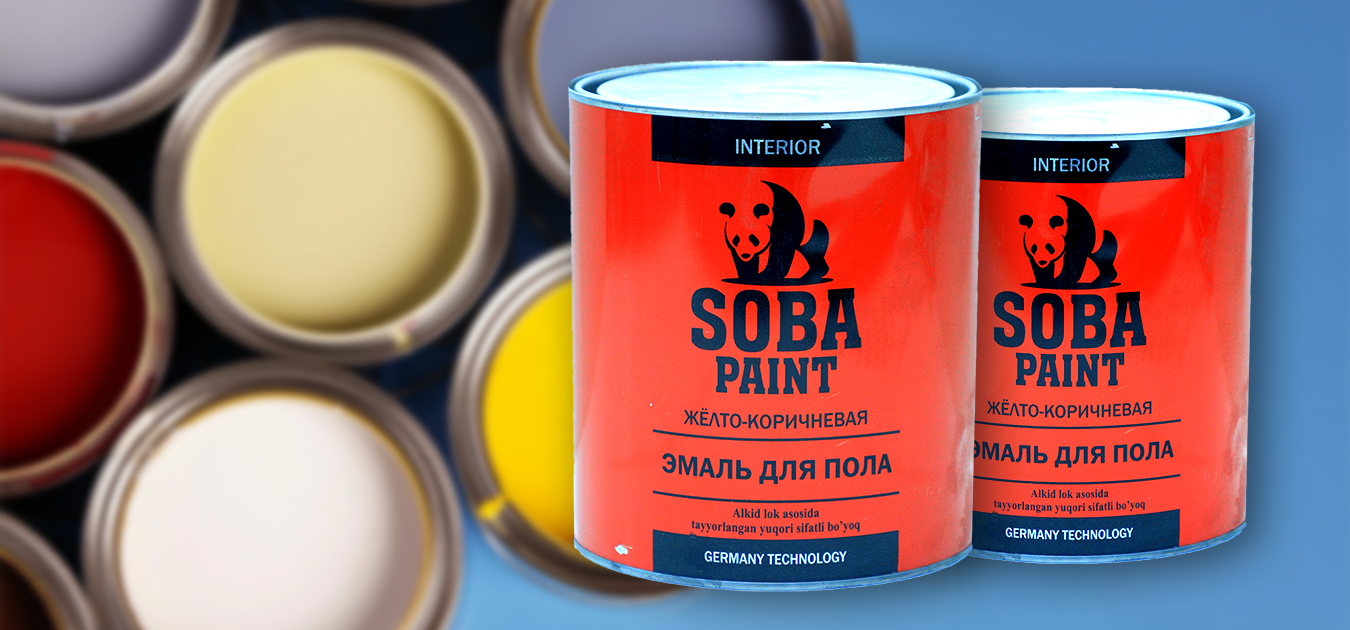 INTERIOR
SOBA
PAINT
ЖЁЛТО-КОРИЧНЕВАЯ
ЭМАЛЬ ДЛЯ ПОЛА
Alkid lok asosida
tayyorlangan yuqori sifatli bo'yoq
GERMANY TECHNOLOGY
INTERIOR
SOBA
PAINT
ЖЁЛТО-КОРИЧНЕВАЯ
ЭМАЛЬ ДЛЯ ПОЛА
Alkid lok asosida
tayyorlangan yuqori sifatli bo'yoq
GERMANY TECHNOLOGY